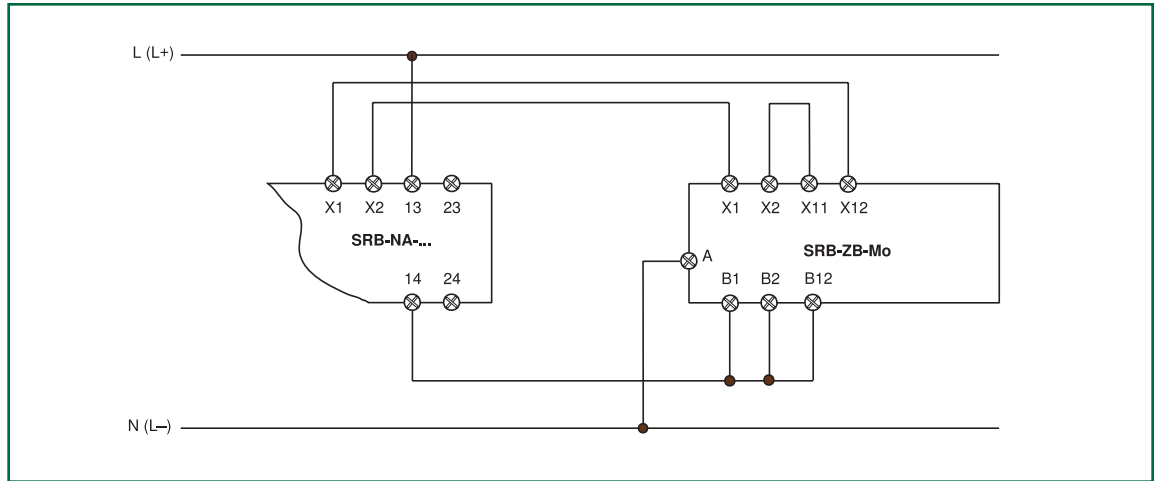 L (L+)
X1 X2 13 23
X1 X2 X11 X12
SRB-NA-...
SRB-ZB-Mo
A
14 24
B1 B2 B12
N (L–)